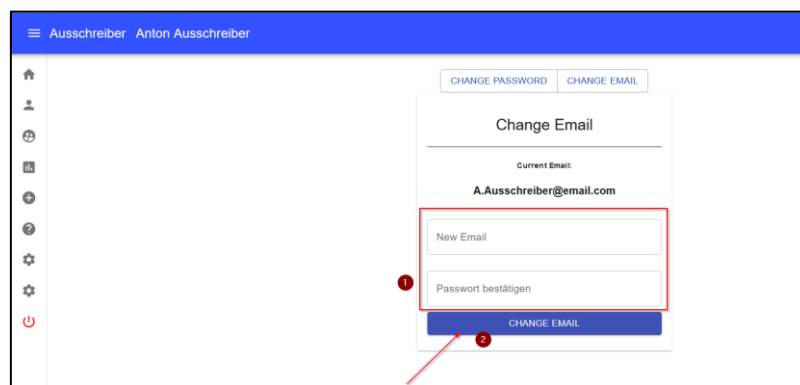 Ausschreiber Anton Ausschreiber
CHANGE PASSWORD CHANGE EMAIL
Change Email
Current Email:
A.Ausschreiber@email.com
New Email
1
Passwort bestätigen
CHANGE EMAIL
2